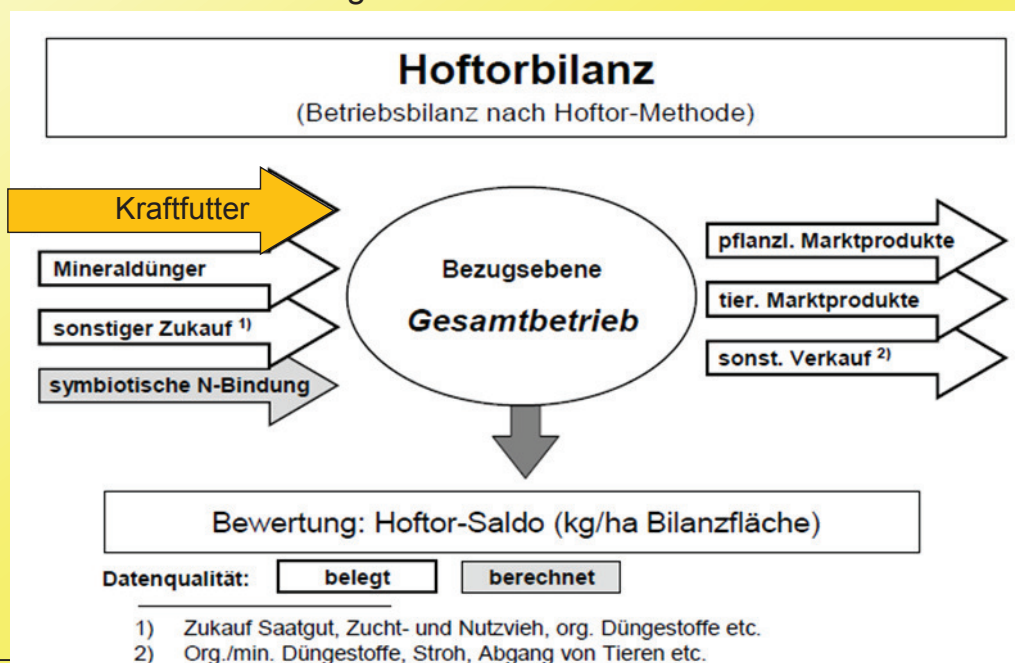 Hoftorbilanz
(Betriebsbilanz nach Hoftor-Methode)
Kraftfutter
Mineraldünger
sonstiger Zukauf ¹⁾
symbiotische N-Bindung
Bezugsebene
Gesamtbetrieb
pflanzl. Marktprodukte
tier. Marktprodukte
sonst. Verkauf ²⁾
Bewertung: Hoftor-Saldo (kg/ha Bilanzfläche)
Datenqualität: belegt berechnet
1) Zukauf Saatgut, Zucht- und Nutzvieh, org. Düngestoffe etc.
2) Org./min. Düngestoffe, Stroh, Abgang von Tieren etc.